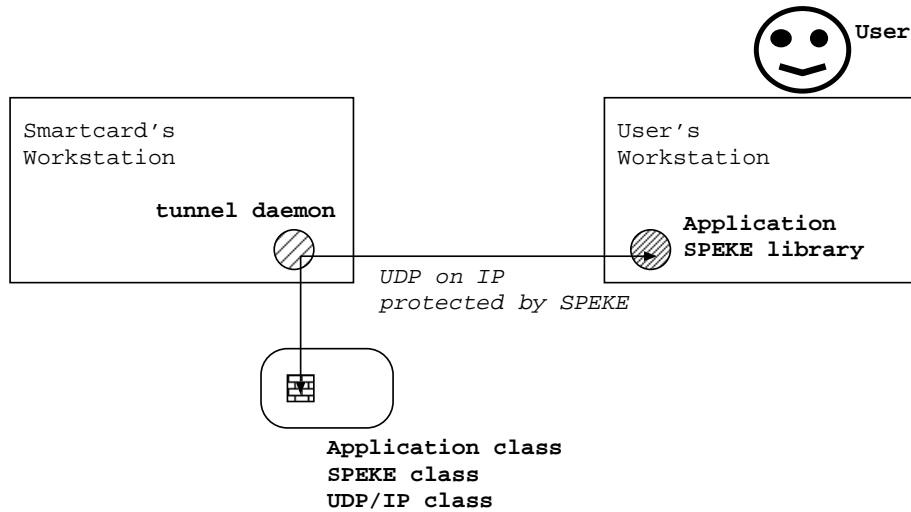 User
Smartcard's
Workstation
User's
Workstation
tunnel daemon
Application
SPEKE library
UDP on IP
protected by SPEKE
Application class
SPEKE class
UDP/IP class